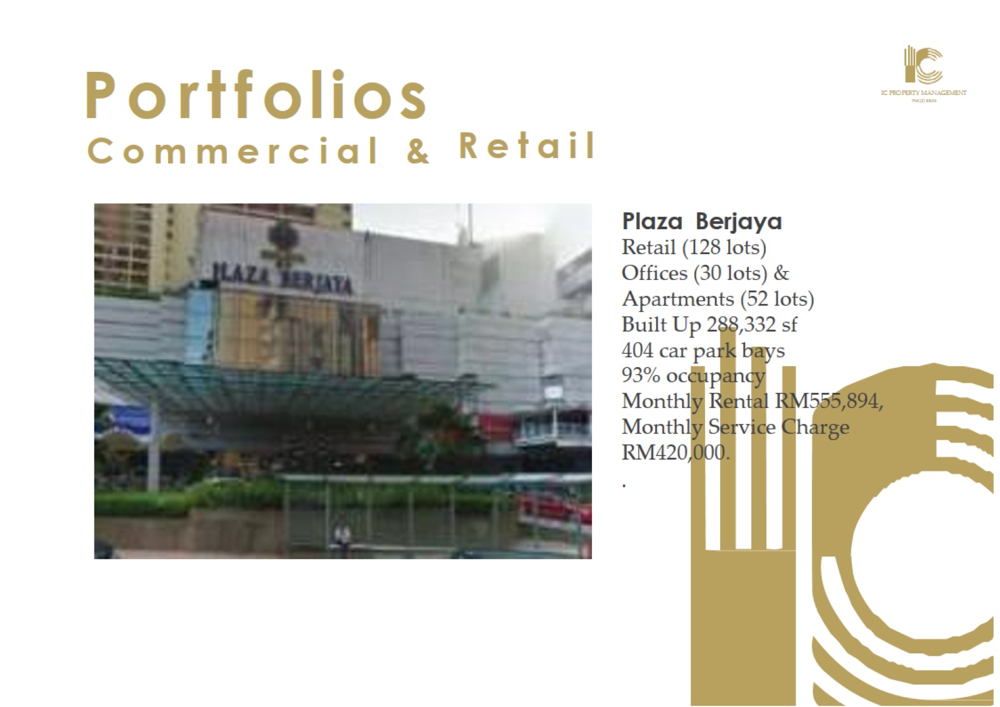 Portfolios
Commercial & Retail
IC PROPERTY MANAGEMENT
PLAZA BERJAYA
Plaza Berjaya
Retail (128 lots)
Offices (30 lots) &
Apartments (52 lots)
Built Up 288,332 sf
404 car park bays
93% occupancy
Monthly Rental RM555,894,
Monthly Service Charge
RM420,000.
.